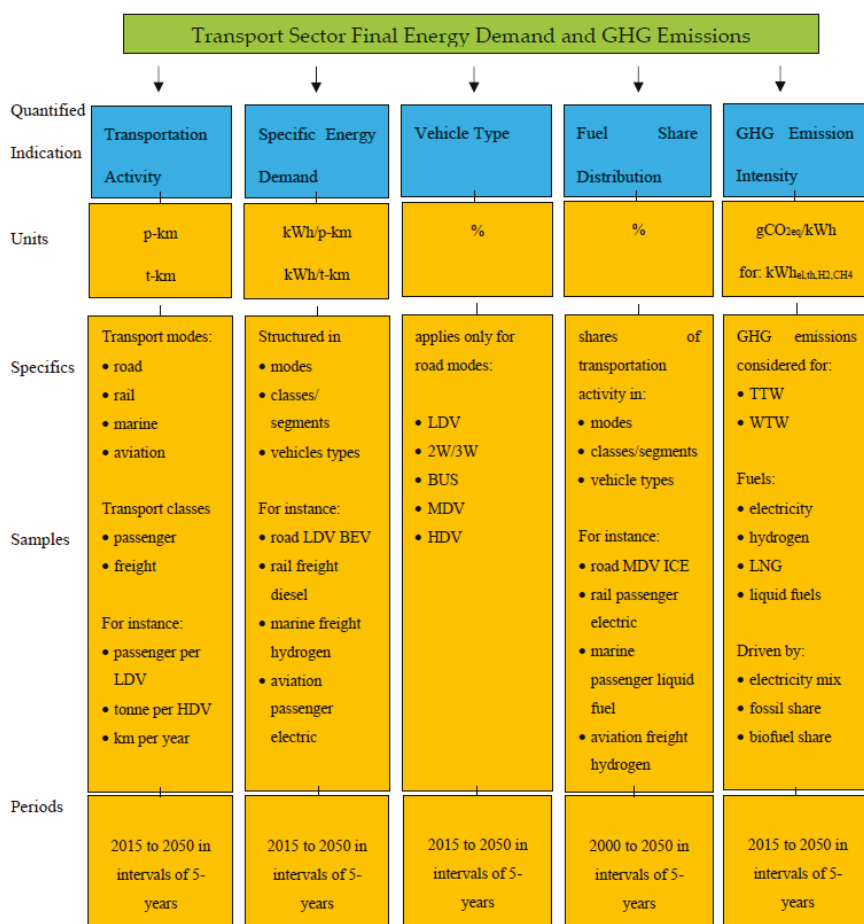 Transport Sector Final Energy Demand and GHG Emissions
Quantified
Indication
Transportation
Activity
Specific Energy
Demand
Vehicle Type
Fuel Share
Distribution
GHG Emission
Intensity
Units
p-km
t-km
kWh/p-km
kWh/t-km
%
%
gCO2eq/kWh
for: kWhel,th,H2,CH4
Specifics
Samples
Transport modes:
• road
• rail
• marine
• aviation
Transport classes
• passenger
• freight
For instance:
• passenger per
LDV
• tonne per HDV
• km per year
Structured in
• modes
• classes/
segments
• vehicles types
For instance:
• road LDV BEV
• rail freight
diesel
• marine freight
hydrogen
• aviation
passenger
electric
applies only for
road modes:
• LDV
• 2W/3W
• BUS
• MDV
• HDV
shares of
transportation
activity in:
• modes
• classes/segments
• vehicle types
For instance:
• road MDV ICE
• rail passenger
electric
• marine
passenger liquid
fuel
• aviation freight
hydrogen
GHG emissions
considered for:
• TTW
• WTW
Fuels:
• electricity
• hydrogen
• LNG
• liquid fuels
Driven by:
• electricity mix
• fossil share
• biofuel share
Periods
2015 to 2050 in
intervals of 5-
years
2015 to 2050 in
intervals of 5-
years
2015 to 2050 in
intervals of 5-
years
2000 to 2050 in
intervals of 5-
years
2015 to 2050 in
intervals of 5-
years